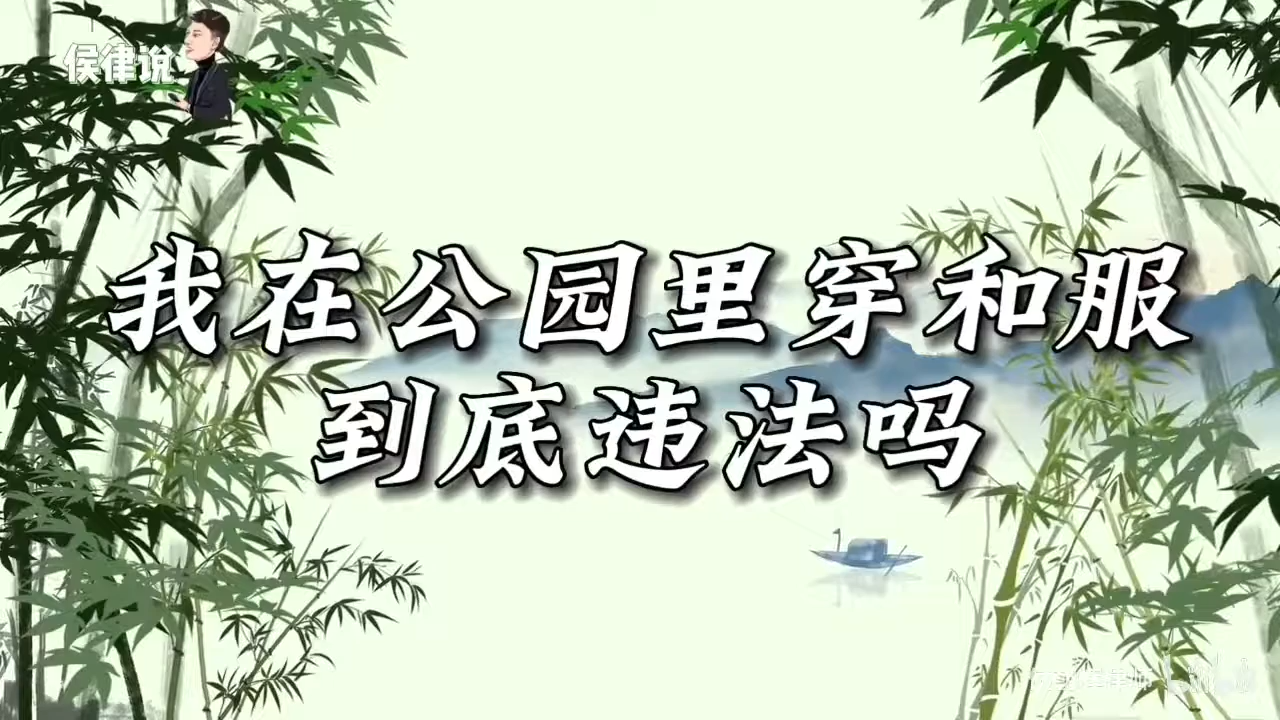 侯律说
我在公园里穿和服
到底违法吗